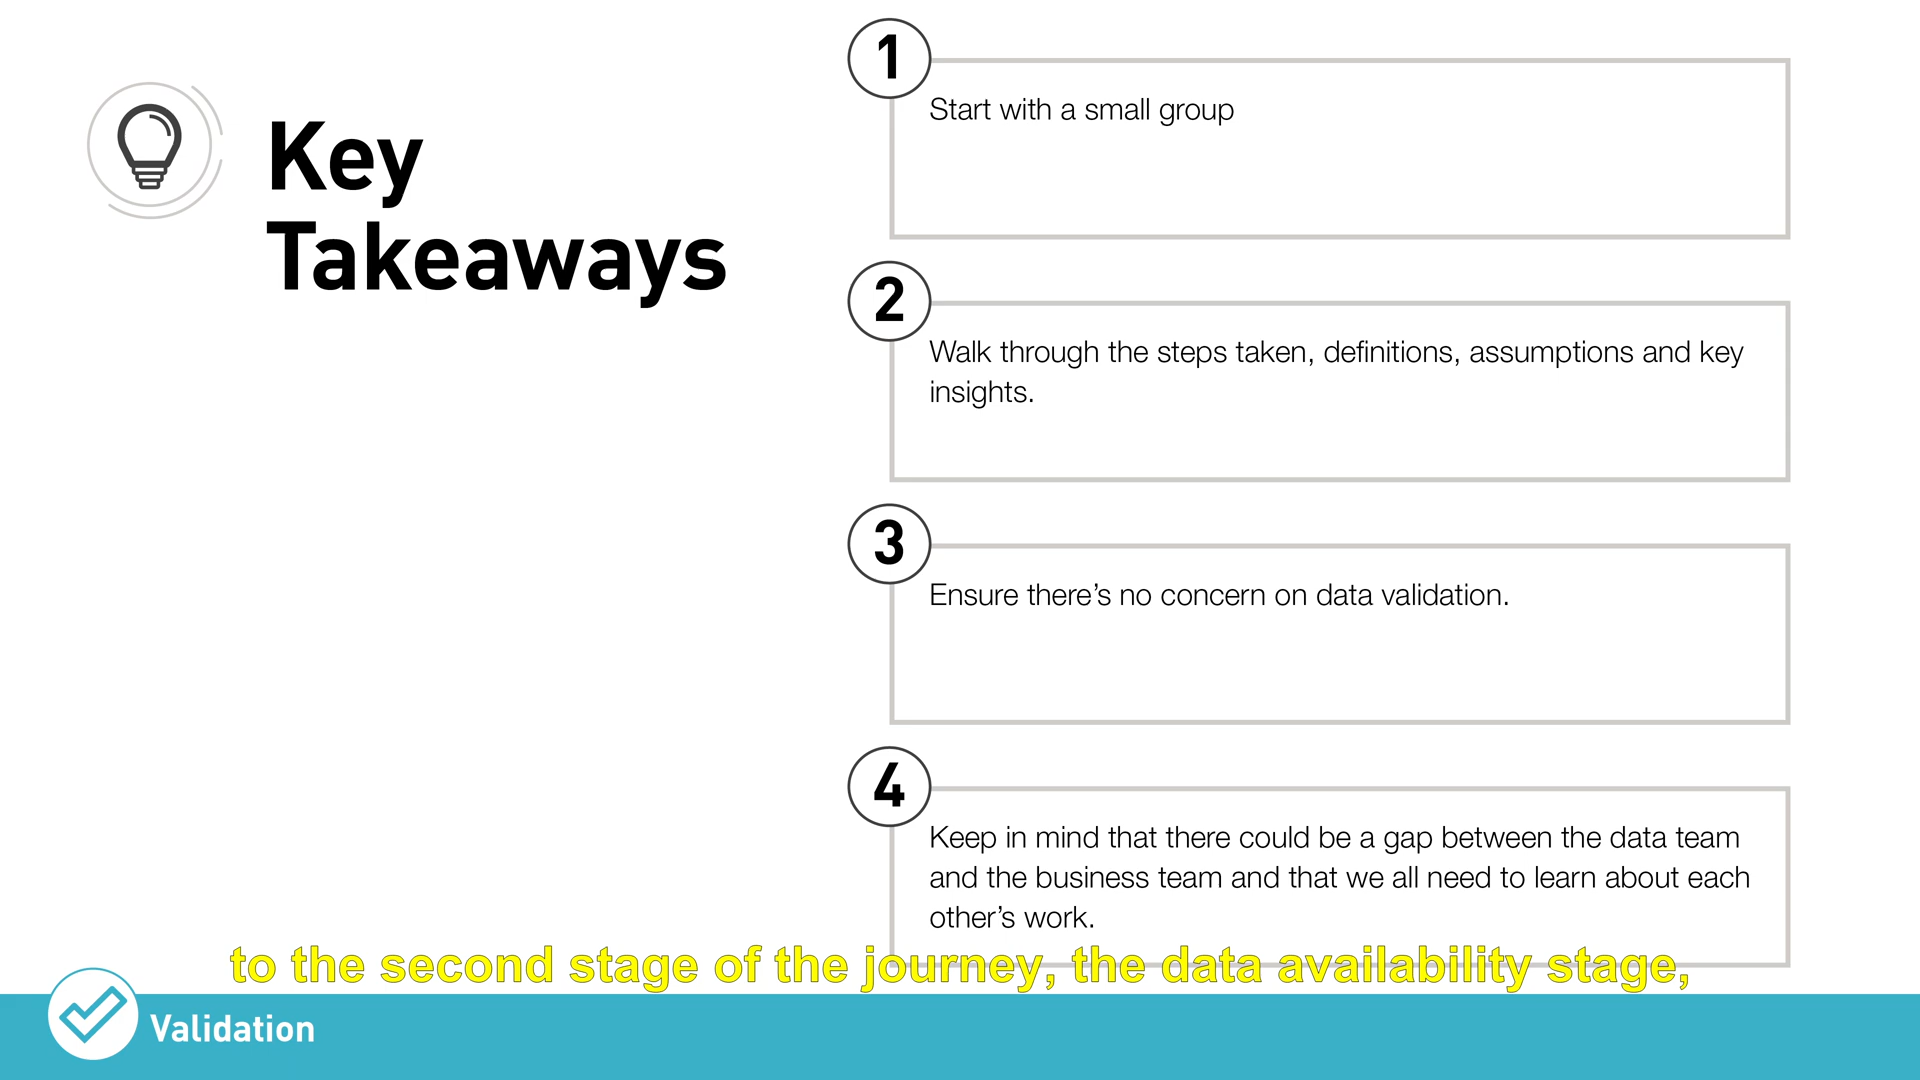 Key
Takeaways
1
Start with a small group
2
Walk through the steps taken, definitions, assumptions and key
insights.
3
Ensure there’s no concern on data validation.
4
Keep in mind that there could be a gap between the data team
and the business team and that we all need to learn about each
other’s work.
to the second stage of the journey, the data availability stage,
Validation